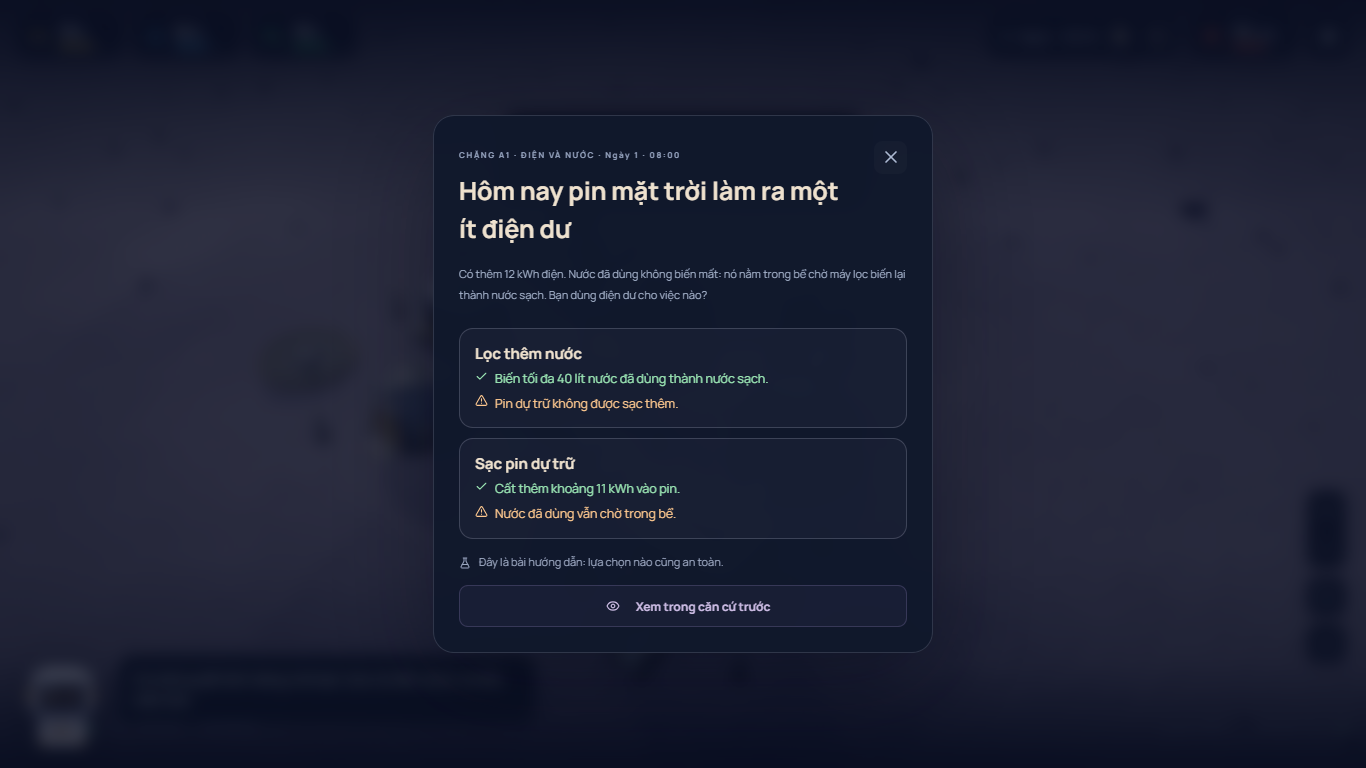 CHẶNG A1 · ĐIỆN VÀ NƯỚC · Ngày 1 · 08:00
Hôm nay pin mặt trời làm ra một
ít điện dư
Có thêm 12 kWh điện. Nước đã dùng không biến mất: nó nằm trong bể chờ máy lọc biến lại
thành nước sạch. Bạn dùng điện dư cho việc nào?
Lọc thêm nước
Biến tối đa 40 lít nước đã dùng thành nước sạch.
Pin dự trữ không được sạc thêm.
Sạc pin dự trữ
Cất thêm khoảng 11 kWh vào pin.
Nước đã dùng vẫn chờ trong bể.
Đây là bài hướng dẫn: lựa chọn nào cũng an toàn.
Xem trong căn cứ trước